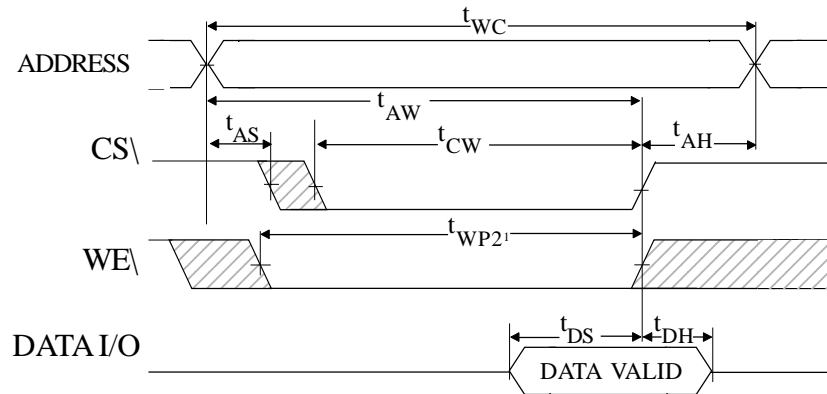 tWC
ADDRESS
tAW
tAS
tCW
tAH
CS\
tWP2¹
WE\
tDS
tDH
DATA I/O
DATA VALID